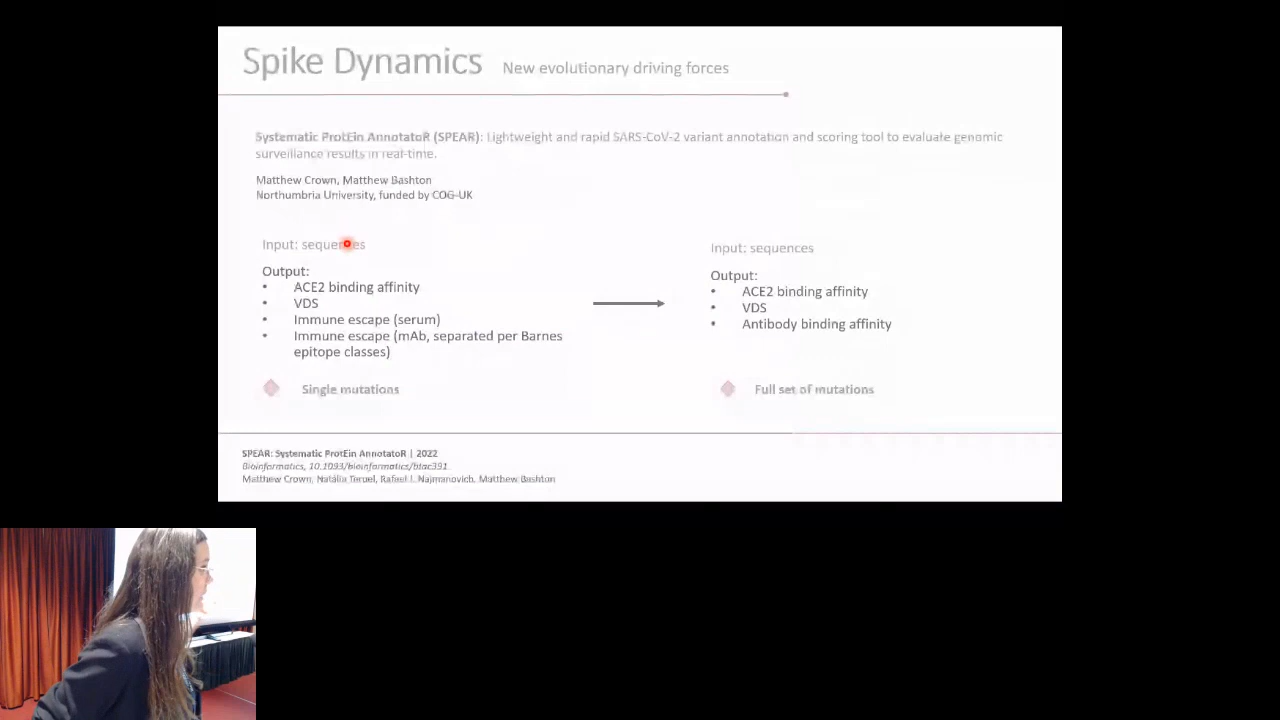 Spike Dynamics New evolutionary driving forces
Systematic ProtEin AnnotatoR (SPEAR): Lightweight and rapid SARS-CoV-2 variant annotation and scoring tool to evaluate genomic
surveillance results in real-time.
Matthew Crown, Matthew Bashton
Northumbria University, funded by COG-UK
Input: sequences
Output:
• ACE2 binding affinity
• VDS
• Immune escape (serum)
• Immune escape (mAb, separated per Barnes
epitope classes)
Single mutations
Input: sequences
Output:
• ACE2 binding affinity
• VDS
• Antibody binding affinity
Full set of mutations
SPEAR: Systematic ProtEin AnnotatoR | 2022
Bioinformatics, 10.1093/bioinformatics/btac391
Matthew Crown, Natália Teruel, Rafael J. Najmanovich, Matthew Bashton